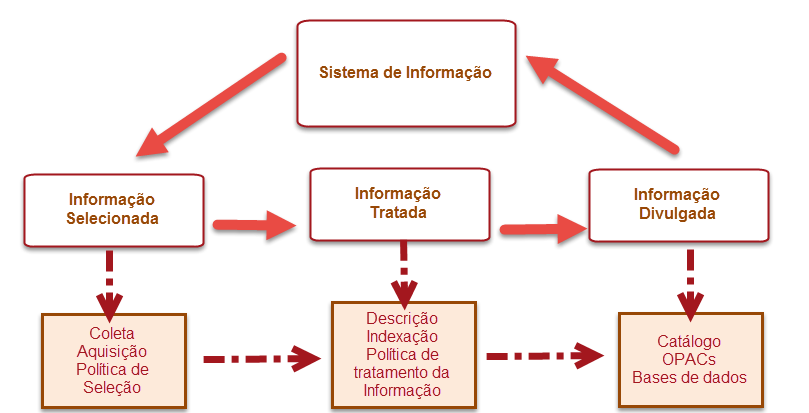 Sistema de Informação
Informação
Selecionada
Informação
Tratada
Informação
Divulgada
Coleta
Aquisição
Política de
Seleção
Descrição
Indexação
Política de
tratamento da
Informação
Catálogo
OPACs
Bases de dados